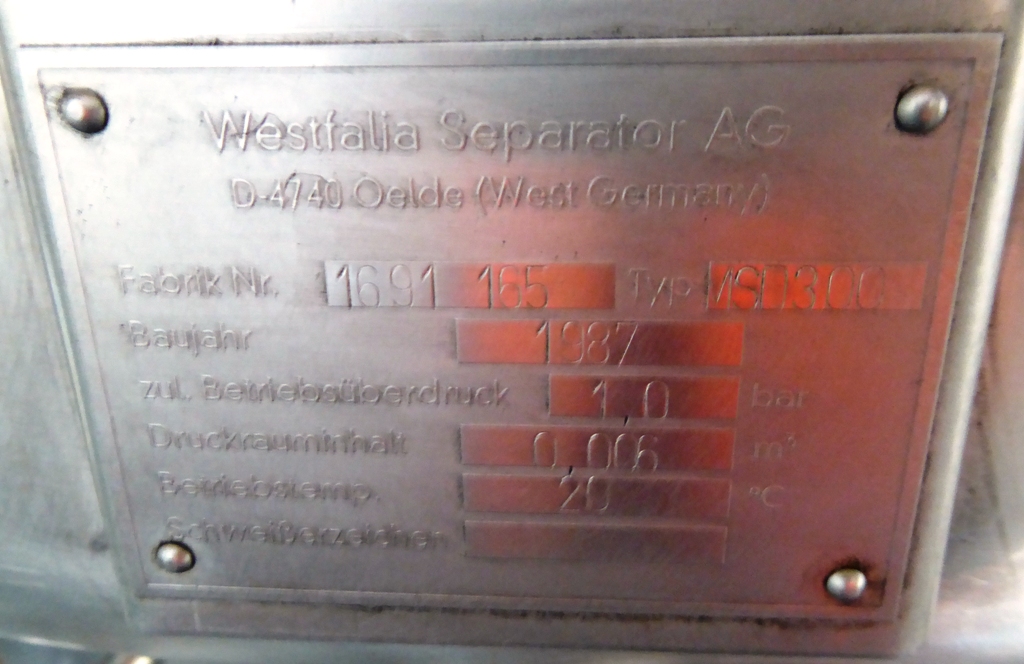 Westfalia Separator AG
D-4740 Oelde (West Germany)
Fabrik Nr. 1691 165 Typ
Baujahr 1987
zul. Betriebsüberdruck 1,0 bar
Druckrauminhalt 0,006 m³
Betriebstemp. 20 °C
Schweißerzeichen